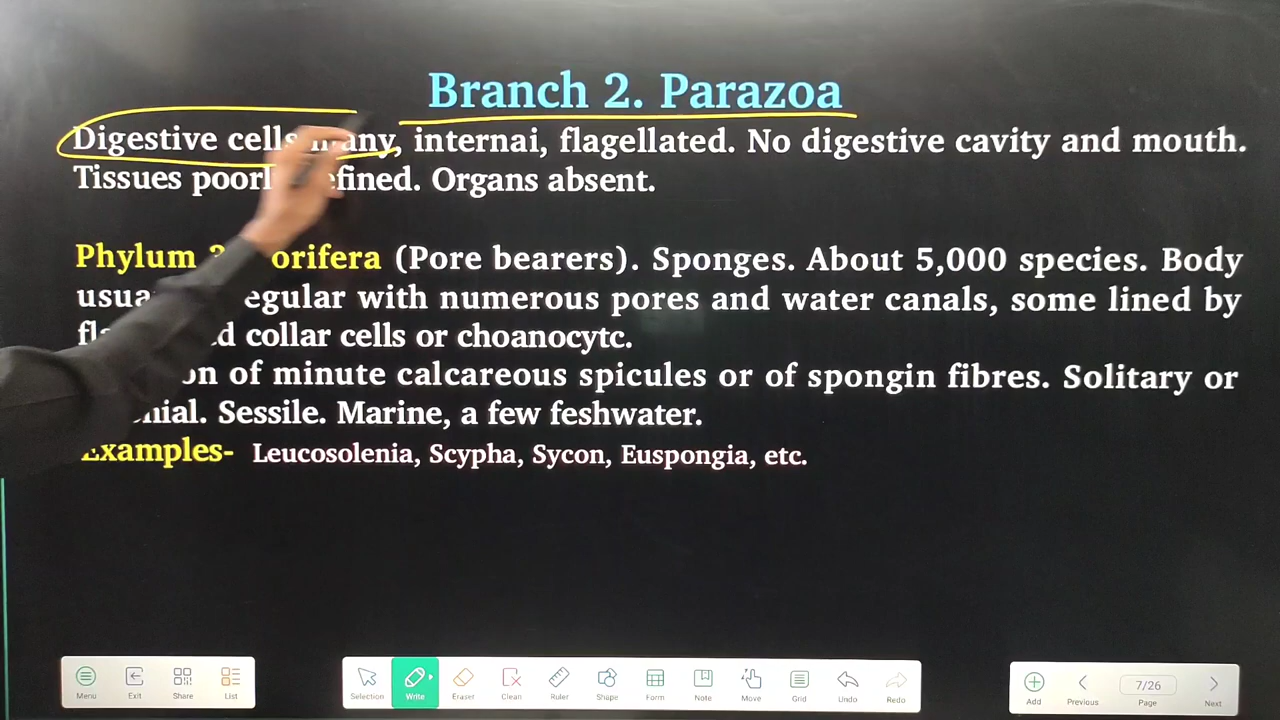 Branch 2. Parazoa
Digestive cells many, internai, flagellated. No digestive cavity and mouth.
Tissues poorl efined. Organs absent.
Phylum orifera (Pore bearers). Sponges. About 5,000 species. Body
usua egular with numerous pores and water canals, some lined by
d collar cells or choanocytc.
on of minute calcareous spicules or of spongin fibres. Solitary or
nial. Sessile. Marine, a few feshwater.
Examples- Leucosolenia, Scypha, Sycon, Euspongia, etc.
Menu Exit Share List Selection Write Eraser Clean Ruler Shape Form Note Move Grid Undo Redo Add Previous 7/26 Page Next